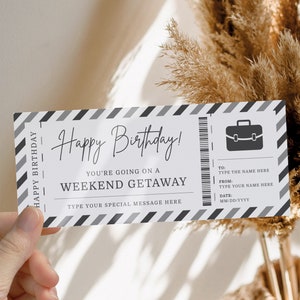 HAPPY BIRTHDAY
Happy Birthday!
YOU'RE GOING ON A
WEEKEND GETAWAY
TYPE YOUR SPECIAL MESSAGE HERE
TO:
TYPE THE NAME HERE
FROM:
TYPE YOUR NAME HERE
DATE:
MM/DD/YYYY